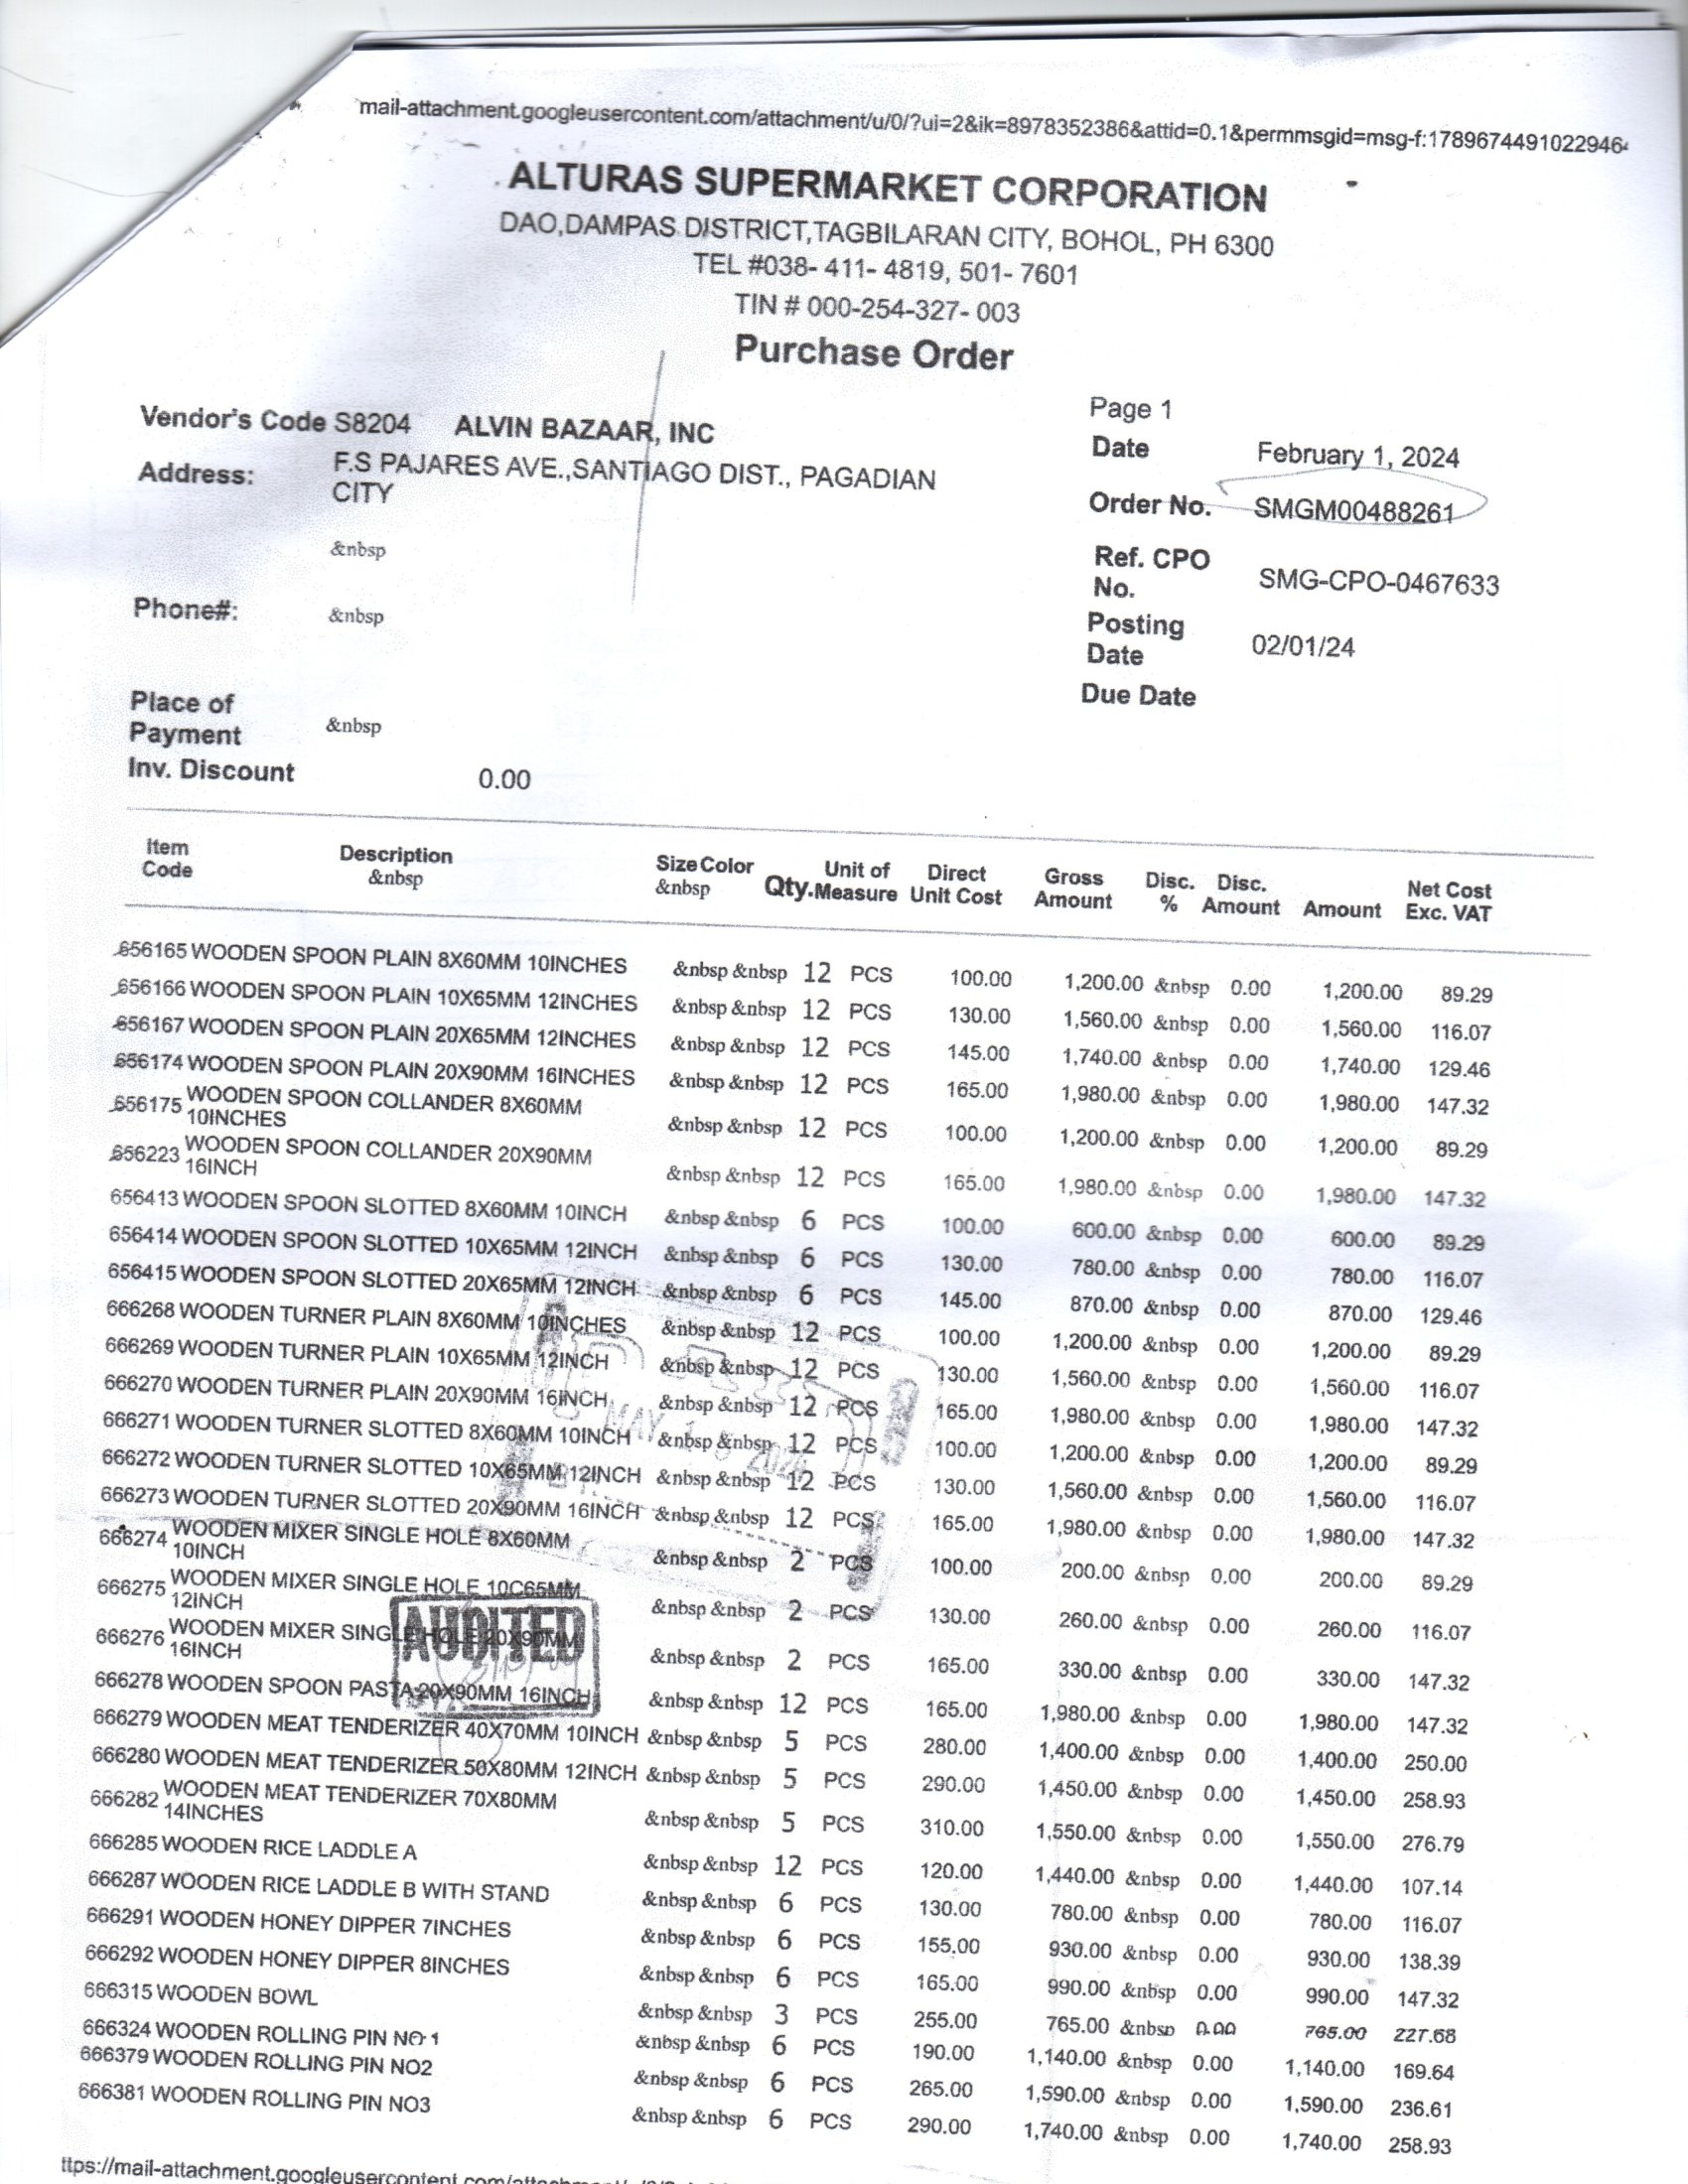 mail-attachment.googleusercontent.com/attachment/u/0/?ui=2&ik=8978352386&attid=0.1&permmsgid=msg-f:1789674491022946
ALTURAS SUPERMARKET CORPORATION
DAO,DAMPAS DISTRICT,TAGBILARAN CITY, BOHOL, PH 6300
TEL #038- 411- 4819, 501- 7601
TIN # 000-254-327- 003
Purchase Order
Vendor's Code S8204 ALVIN BAZAAR, INC
Address: F.S PAJARES AVE.,SANTIAGO DIST., PAGADIAN
CITY
&nbsp
Phone#: &nbsp
Place of
Payment &nbsp
Inv. Discount 0.00
Page 1
Date February 1, 2024
Order No. SMGM00488261
Ref. CPO
No. SMG-CPO-0467633
Posting
Date 02/01/24
Due Date
Item
Code Description
&nbsp Size Color
&nbsp Qty. Unit of
Measure Direct
Unit Cost Gross
Amount Disc.
% Disc.
Amount Amount Net Cost
Exc. VAT
656165 WOODEN SPOON PLAIN 8X60MM 10INCHES &nbsp &nbsp 12 PCS 100.00 1,200.00 &nbsp 0.00 1,200.00 89.29
656166 WOODEN SPOON PLAIN 10X65MM 12INCHES &nbsp &nbsp 12 PCS 130.00 1,560.00 &nbsp 0.00 1,560.00 116.07
656167 WOODEN SPOON PLAIN 20X65MM 12INCHES &nbsp &nbsp 12 PCS 145.00 1,740.00 &nbsp 0.00 1,740.00 129.46
656174 WOODEN SPOON PLAIN 20X90MM 16INCHES &nbsp &nbsp 12 PCS 165.00 1,980.00 &nbsp 0.00 1,980.00 147.32
656175 WOODEN SPOON COLLANDER 8X60MM
10INCHES &nbsp &nbsp 12 PCS 100.00 1,200.00 &nbsp 0.00 1,200.00 89.29
656223 WOODEN SPOON COLLANDER 20X90MM
16INCH &nbsp &nbsp 12 PCS 165.00 1,980.00 &nbsp 0.00 1,980.00 147.32
656413 WOODEN SPOON SLOTTED 8X60MM 10INCH &nbsp &nbsp 6 PCS 100.00 600.00 &nbsp 0.00 600.00 89.29
656414 WOODEN SPOON SLOTTED 10X65MM 12INCH &nbsp &nbsp 6 PCS 130.00 780.00 &nbsp 0.00 780.00 116.07
656415 WOODEN SPOON SLOTTED 20X65MM 12INCH &nbsp &nbsp 6 PCS 145.00 870.00 &nbsp 0.00 870.00 129.46
666268 WOODEN TURNER PLAIN 8X60MM 10INCHES &nbsp &nbsp 12 PCS 100.00 1,200.00 &nbsp 0.00 1,200.00 89.29
666269 WOODEN TURNER PLAIN 10X65MM 12INCH &nbsp &nbsp 12 PCS 130.00 1,560.00 &nbsp 0.00 1,560.00 116.07
666270 WOODEN TURNER PLAIN 20X90MM 16INCH &nbsp &nbsp 12 PCS 165.00 1,980.00 &nbsp 0.00 1,980.00 147.32
666271 WOODEN TURNER SLOTTED 8X60MM 10INCH &nbsp &nbsp 12 PCS 100.00 1,200.00 &nbsp 0.00 1,200.00 89.29
666272 WOODEN TURNER SLOTTED 10X65MM 12INCH &nbsp &nbsp 12 PCS 130.00 1,560.00 &nbsp 0.00 1,560.00 116.07
666273 WOODEN TURNER SLOTTED 20X90MM 16INCH &nbsp &nbsp 12 PCS 165.00 1,980.00 &nbsp 0.00 1,980.00 147.32
666274 WOODEN MIXER SINGLE HOLE 8X60MM
10INCH &nbsp &nbsp 2 PCS 100.00 200.00 &nbsp 0.00 200.00 89.29
666275 WOODEN MIXER SINGLE HOLE 10C65MM
12INCH &nbsp &nbsp 2 PCS 130.00 260.00 &nbsp 0.00 260.00 116.07
666276 WOODEN MIXER SINGLE HOLE 20X90MM
16INCH &nbsp &nbsp 2 PCS 165.00 330.00 &nbsp 0.00 330.00 147.32
AUDITED
666278 WOODEN SPOON PASTA 20X90MM 16INCH &nbsp &nbsp 12 PCS 165.00 1,980.00 &nbsp 0.00 1,980.00 147.32
666279 WOODEN MEAT TENDERIZER 40X70MM 10INCH &nbsp &nbsp 5 PCS 280.00 1,400.00 &nbsp 0.00 1,400.00 250.00
666280 WOODEN MEAT TENDERIZER 50X80MM 12INCH &nbsp &nbsp 5 PCS 290.00 1,450.00 &nbsp 0.00 1,450.00 258.93
666282 WOODEN MEAT TENDERIZER 70X80MM
14INCHES &nbsp &nbsp 5 PCS 310.00 1,550.00 &nbsp 0.00 1,550.00 276.79
666285 WOODEN RICE LADDLE A &nbsp &nbsp 12 PCS 120.00 1,440.00 &nbsp 0.00 1,440.00 107.14
666287 WOODEN RICE LADDLE B WITH STAND &nbsp &nbsp 6 PCS 130.00 780.00 &nbsp 0.00 780.00 116.07
666291 WOODEN HONEY DIPPER 7INCHES &nbsp &nbsp 6 PCS 155.00 930.00 &nbsp 0.00 930.00 138.39
666292 WOODEN HONEY DIPPER 8INCHES &nbsp &nbsp 6 PCS 165.00 990.00 &nbsp 0.00 990.00 147.32
666315 WOODEN BOWL &nbsp &nbsp 3 PCS 255.00 765.00 &nbsp 0.00 765.00 227.68
666324 WOODEN ROLLING PIN NO 1 &nbsp &nbsp 6 PCS 190.00 1,140.00 &nbsp 0.00 1,140.00 169.64
666379 WOODEN ROLLING PIN NO2 &nbsp &nbsp 6 PCS 265.00 1,590.00 &nbsp 0.00 1,590.00 236.61
666381 WOODEN ROLLING PIN NO3 &nbsp &nbsp 6 PCS 290.00 1,740.00 &nbsp 0.00 1,740.00 258.93